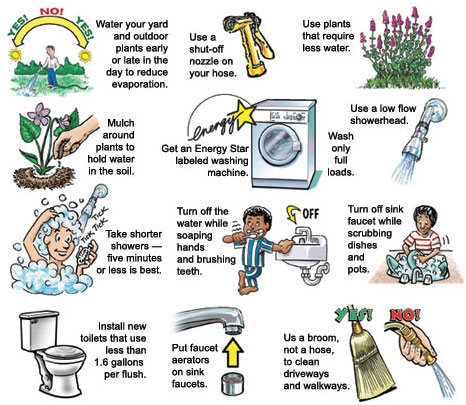 YES! NO! YES!
Water your yard
and outdoor
plants early
or late in the
day to reduce
evaporation.
Use a
shut-off
nozzle on
your hose.
Use plants
that require
less water.
Mulch
around
plants to
hold water
in the soil.
energy
Get an Energy Star
labeled washing
machine.
Wash
only
full
loads.
Use a low flow
showerhead.
TICK
TICK
TICK
Take shorter
showers —
five minutes
or less is best.
Turn off the
water while
soaping
hands
and brushing
teeth.
OFF
Turn off sink
faucet while
scrubbing
dishes
and
pots.
Install new
toilets that use
less than
1.6 gallons
per flush.
Put faucet
aerators
on sink
faucets.
Us a broom,
not a hose,
to clean
driveways
and walkways.
YES! NO!